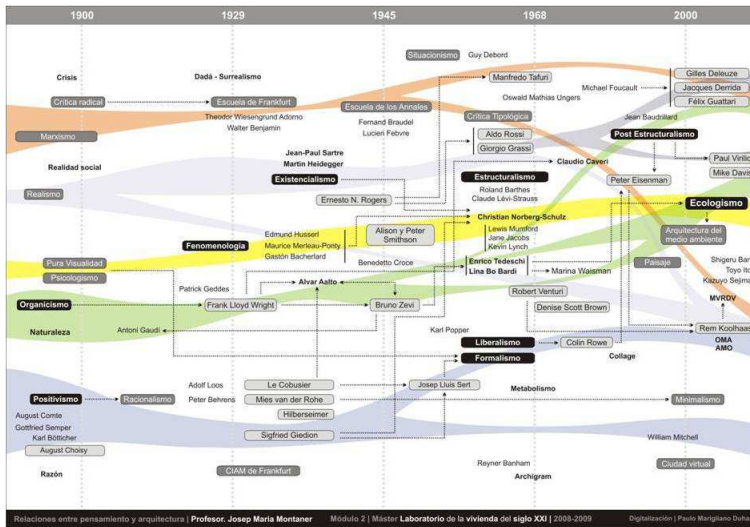 1900 1929 1945 1968 2000
Situacionismo Guy Debord
Crisis Dadá - Surrealismo
Manfredo Tafuri
Gilles Deleuze
Michael Foucault Jacques Derrida
Crítica radical Escuela de Frankfurt Escuela de los Annales
Oswald Mathias Ungers
Félix Guattari
Theodor Wiesengrund Adorno
Walter Benjamin
Fernand Braudel
Lucien Febvre
Crítica Tipológica
Jean Baudrillard
Marxismo
Aldo Rossi
Giorgio Grassi
Post Estructuralismo
Jean-Paul Sartre
Martin Heidegger
Realidad social
Claudio Caveri
Paul Virilio
Existencialismo
Estructuralismo
Peter Eisenman
Mike Davis
Realismo
Roland Barthes
Claude Lévi-Strauss
Ernesto N. Rogers
Ecologismo
Christian Norberg-Schulz
Edmund Husserl
Maurice Merleau-Ponty
Gastón Bacherlard
Alison y Peter
Smithson
Lewis Mumford
Jane Jacobs
Kevin Lynch
Arquitectura del
medio ambiente
Fenomenología
Pura Visualidad
Psicologismo
Benedetto Croce
Enrico Tedeschi
Lina Bo Bardi
Marina Waisman
Paisaje
Shigeru Ban
Toyo Ito
Kazuyo Sejima
Patrick Geddes
Alvar Aalto
Robert Venturi
MVRDV
Organicismo Frank Lloyd Wright Bruno Zevi
Denise Scott Brown
Naturaleza Antoni Gaudí
Karl Popper
Rem Koolhaas
Liberalismo Colin Rowe
OMA
AMO
Formalismo
Collage
Adolf Loos Le Cobusier Josep Lluis Sert
Metabolismo
Positivismo Racionalismo Peter Behrens Mies van der Rohe Minimalismo
August Comte
Hilberseimer
Gottfried Semper
Karl Bötticher
Sigfried Giedion
William Mitchell
August Choisy
Reyner Banham
Ciudad virtual
Razón CIAM de Frankfurt
Archigram
Relaciones entre pensamiento y arquitectura | Profesor. Josep Maria Montaner Módulo 2 | Máster Laboratorio de la vivienda del siglo XXI | 2008-2009 Digitalización | Paulo Marigliano